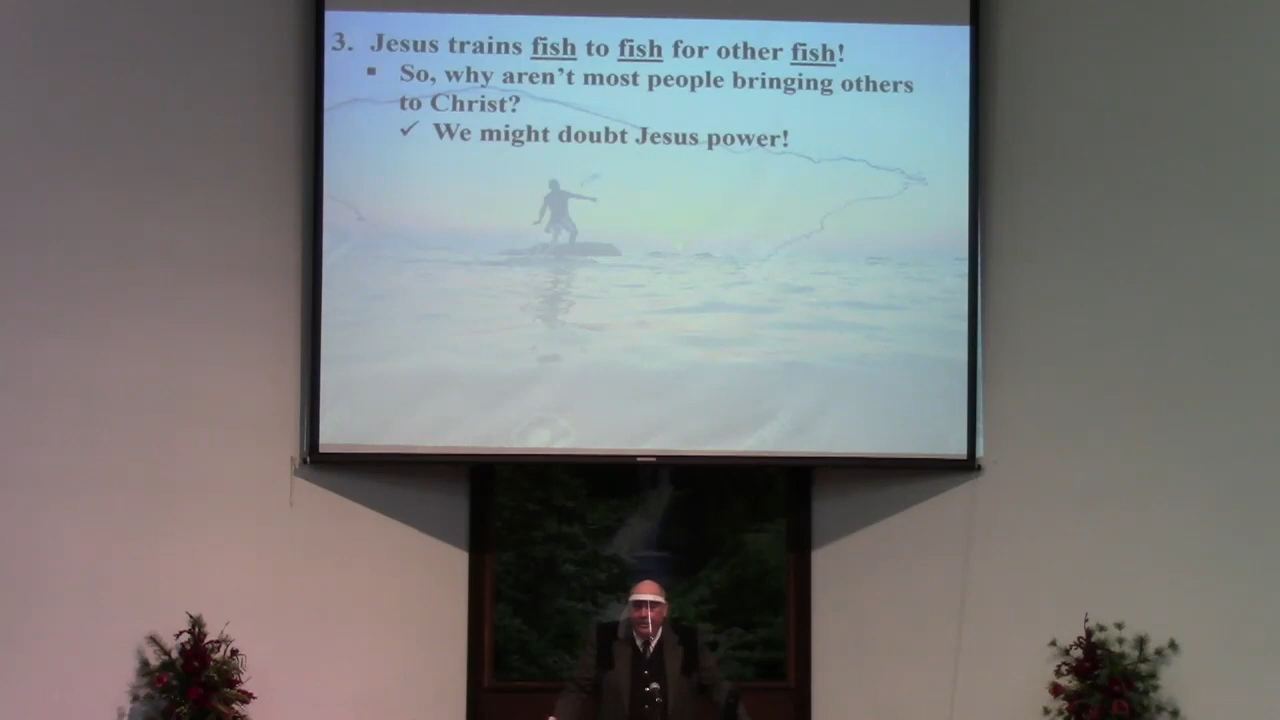 3. Jesus trains fish to fish for other fish!
▪ So, why aren't most people bringing others
to Christ?
✓ We might doubt Jesus power!